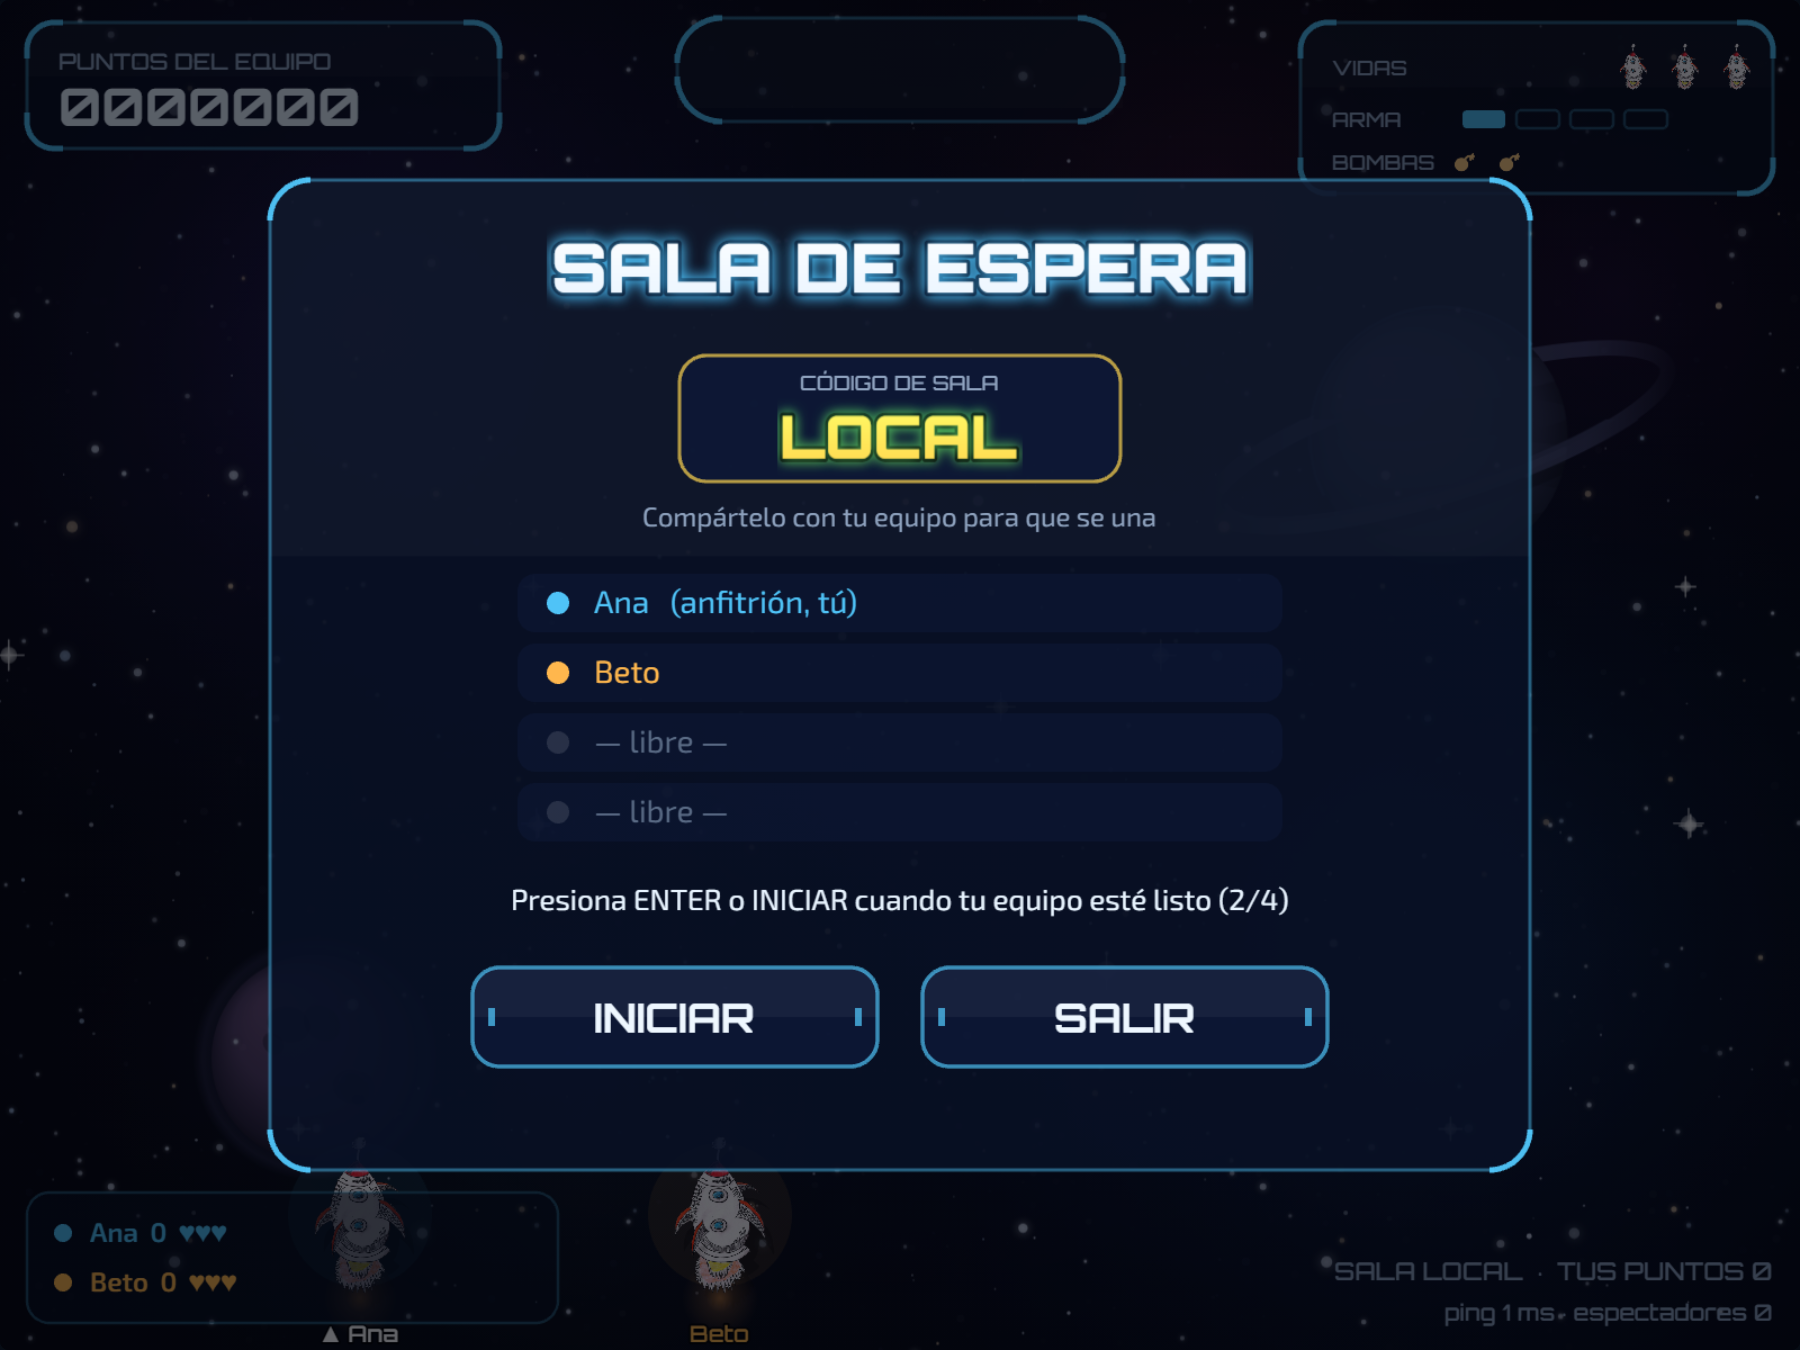 PUNTOS DEL EQUIPO
0000000
VIDAS
ARMA
BOMBAS
SALA DE ESPERA
CÓDIGO DE SALA
LOCAL
Compártelo con tu equipo para que se una
Ana (anfitrión, tú)
Beto
— libre —
— libre —
Presiona ENTER o INICIAR cuando tu equipo esté listo (2/4)
INICIAR
SALIR
Ana 0 ♥♥♥
Beto 0 ♥♥♥
▲ Ana
Beto
SALA LOCAL · TUS PUNTOS 0
ping 1 ms · espectadores 0